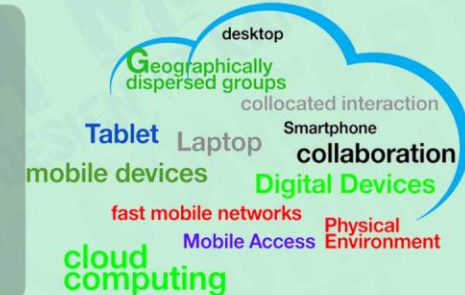 desktop
Geographically
dispersed groups
collocated interaction
Tablet Laptop Smartphone
collaboration
mobile devices
Digital Devices
fast mobile networks
Physical
Mobile Access Environment
cloud
computing